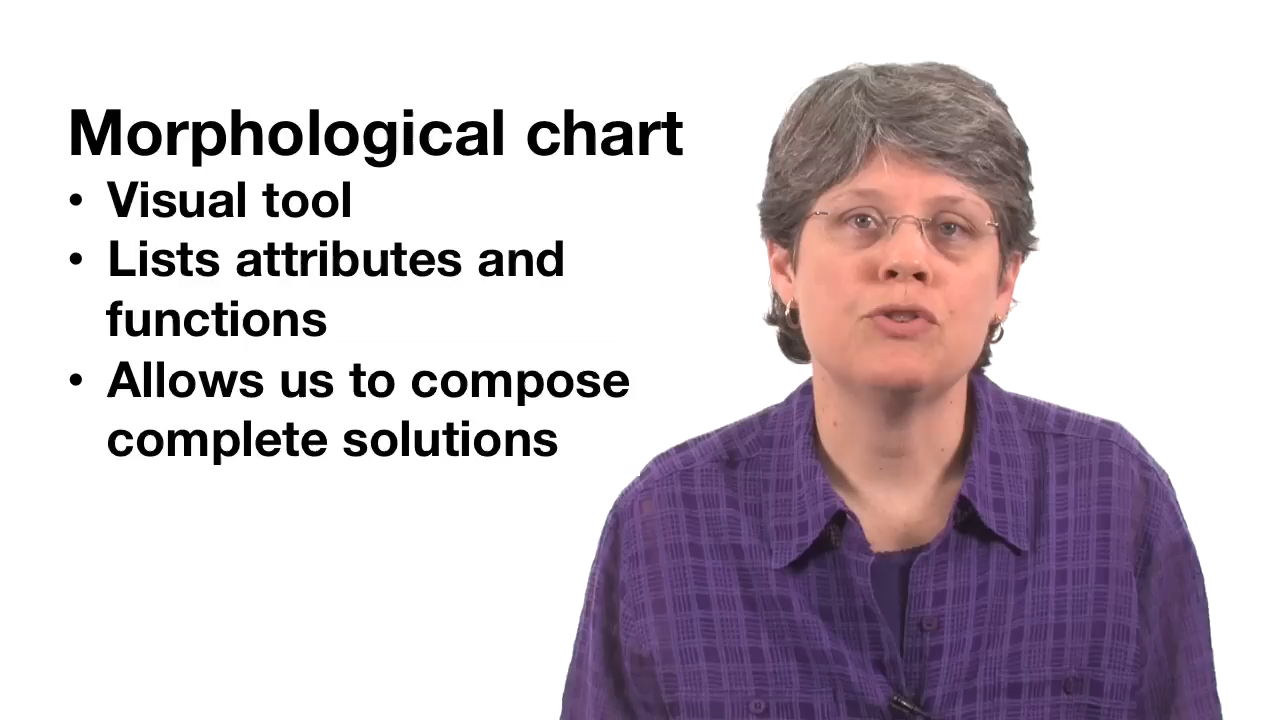 Morphological chart
• Visual tool
• Lists attributes and
functions
• Allows us to compose
complete solutions